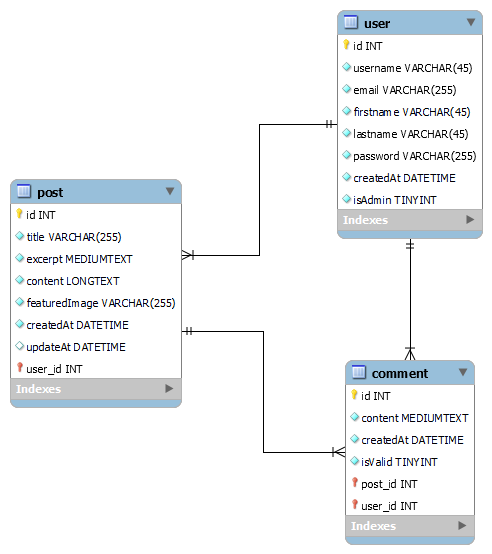 user
id INT
username VARCHAR(45)
email VARCHAR(255)
firstname VARCHAR(45)
lastname VARCHAR(45)
password VARCHAR(255)
createdAt DATETIME
isAdmin TINYINT
Indexes
post
id INT
title VARCHAR(255)
excerpt MEDIUMTEXT
content LONGTEXT
featuredImage VARCHAR(255)
createdAt DATETIME
updateAt DATETIME
user_id INT
Indexes
comment
id INT
content MEDIUMTEXT
createdAt DATETIME
isValid TINYINT
post_id INT
user_id INT
Indexes